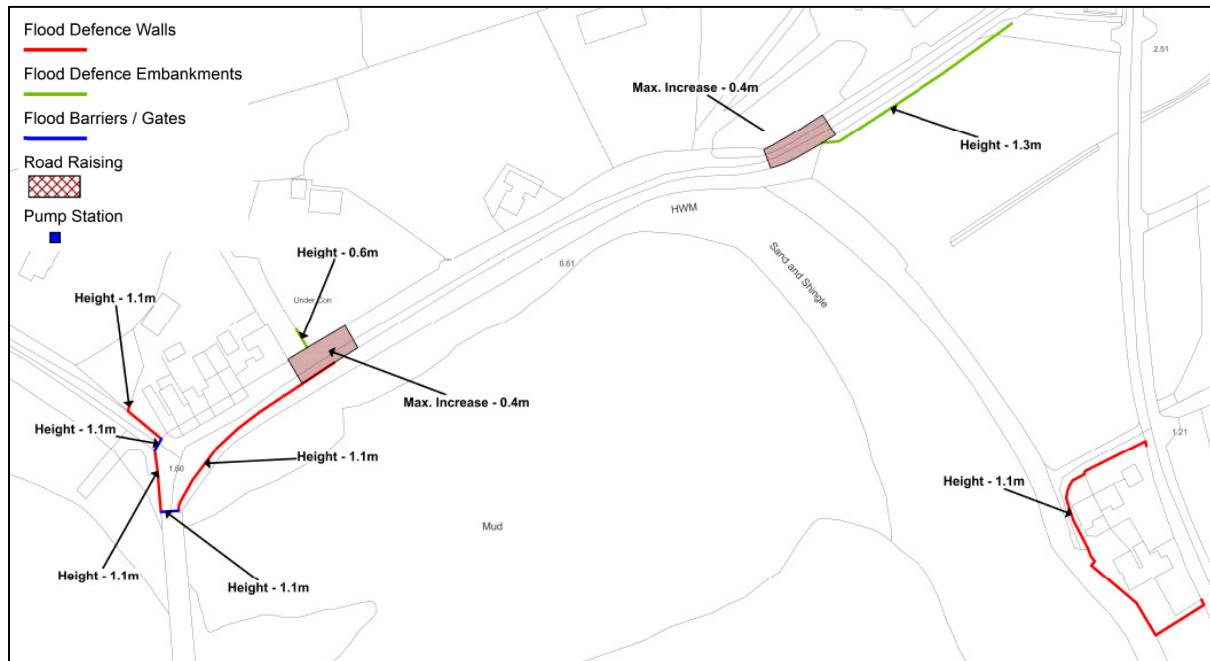 Flood Defence Walls
Flood Defence Embankments
Flood Barriers / Gates
Road Raising
Pump Station
2.51
Max. Increase - 0.4m
Height - 1.3m
HWM
Sand and Shingle
0.61
Height - 0.6m
Under Con
Height - 1.1m
Max. Increase - 0.4m
Height - 1.1m
1.21
Height - 1.1m
1.60
Height - 1.1m
Mud
Height - 1.1m
Height - 1.1m